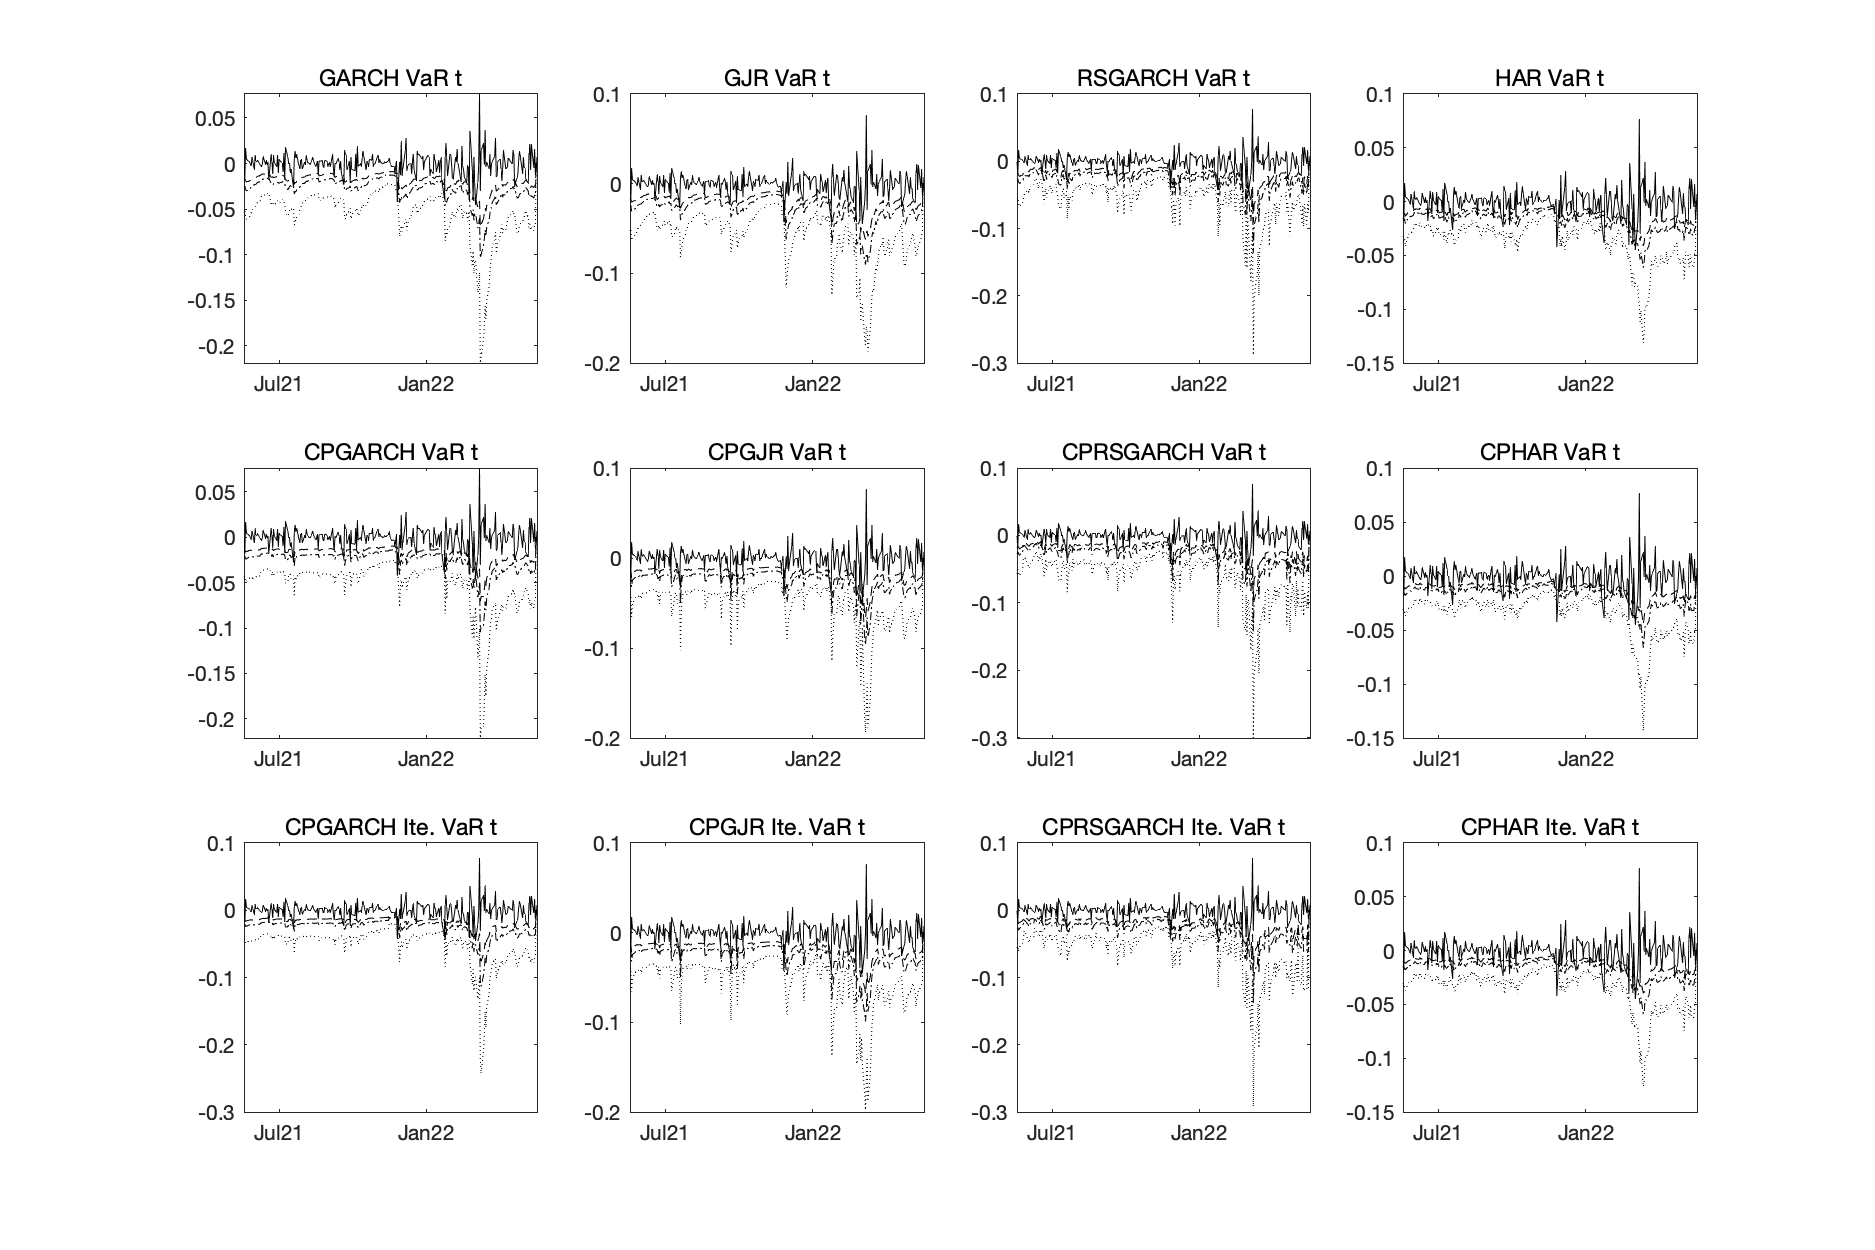 GARCH VaR t
0.05
0
-0.05
-0.1
-0.15
-0.2
Jul21 Jan22
GJR VaR t
0.1
0
-0.1
-0.2
Jul21 Jan22
RSGARCH VaR t
0.1
0
-0.1
-0.2
-0.3
Jul21 Jan22
HAR VaR t
0.1
0.05
0
-0.05
-0.1
-0.15
Jul21 Jan22
CPGARCH VaR t
0.05
0
-0.05
-0.1
-0.15
-0.2
Jul21 Jan22
CPGJR VaR t
0.1
0
-0.1
-0.2
Jul21 Jan22
CPRSGARCH VaR t
0.1
0
-0.1
-0.2
-0.3
Jul21 Jan22
CPHAR VaR t
0.1
0.05
0
-0.05
-0.1
-0.15
Jul21 Jan22
CPGARCH Ite. VaR t
0.1
0
-0.1
-0.2
-0.3
Jul21 Jan22
CPGJR Ite. VaR t
0.1
0
-0.1
-0.2
Jul21 Jan22
CPRSGARCH Ite. VaR t
0.1
0
-0.1
-0.2
-0.3
Jul21 Jan22
CPHAR Ite. VaR t
0.1
0.05
0
-0.05
-0.1
-0.15
Jul21 Jan22